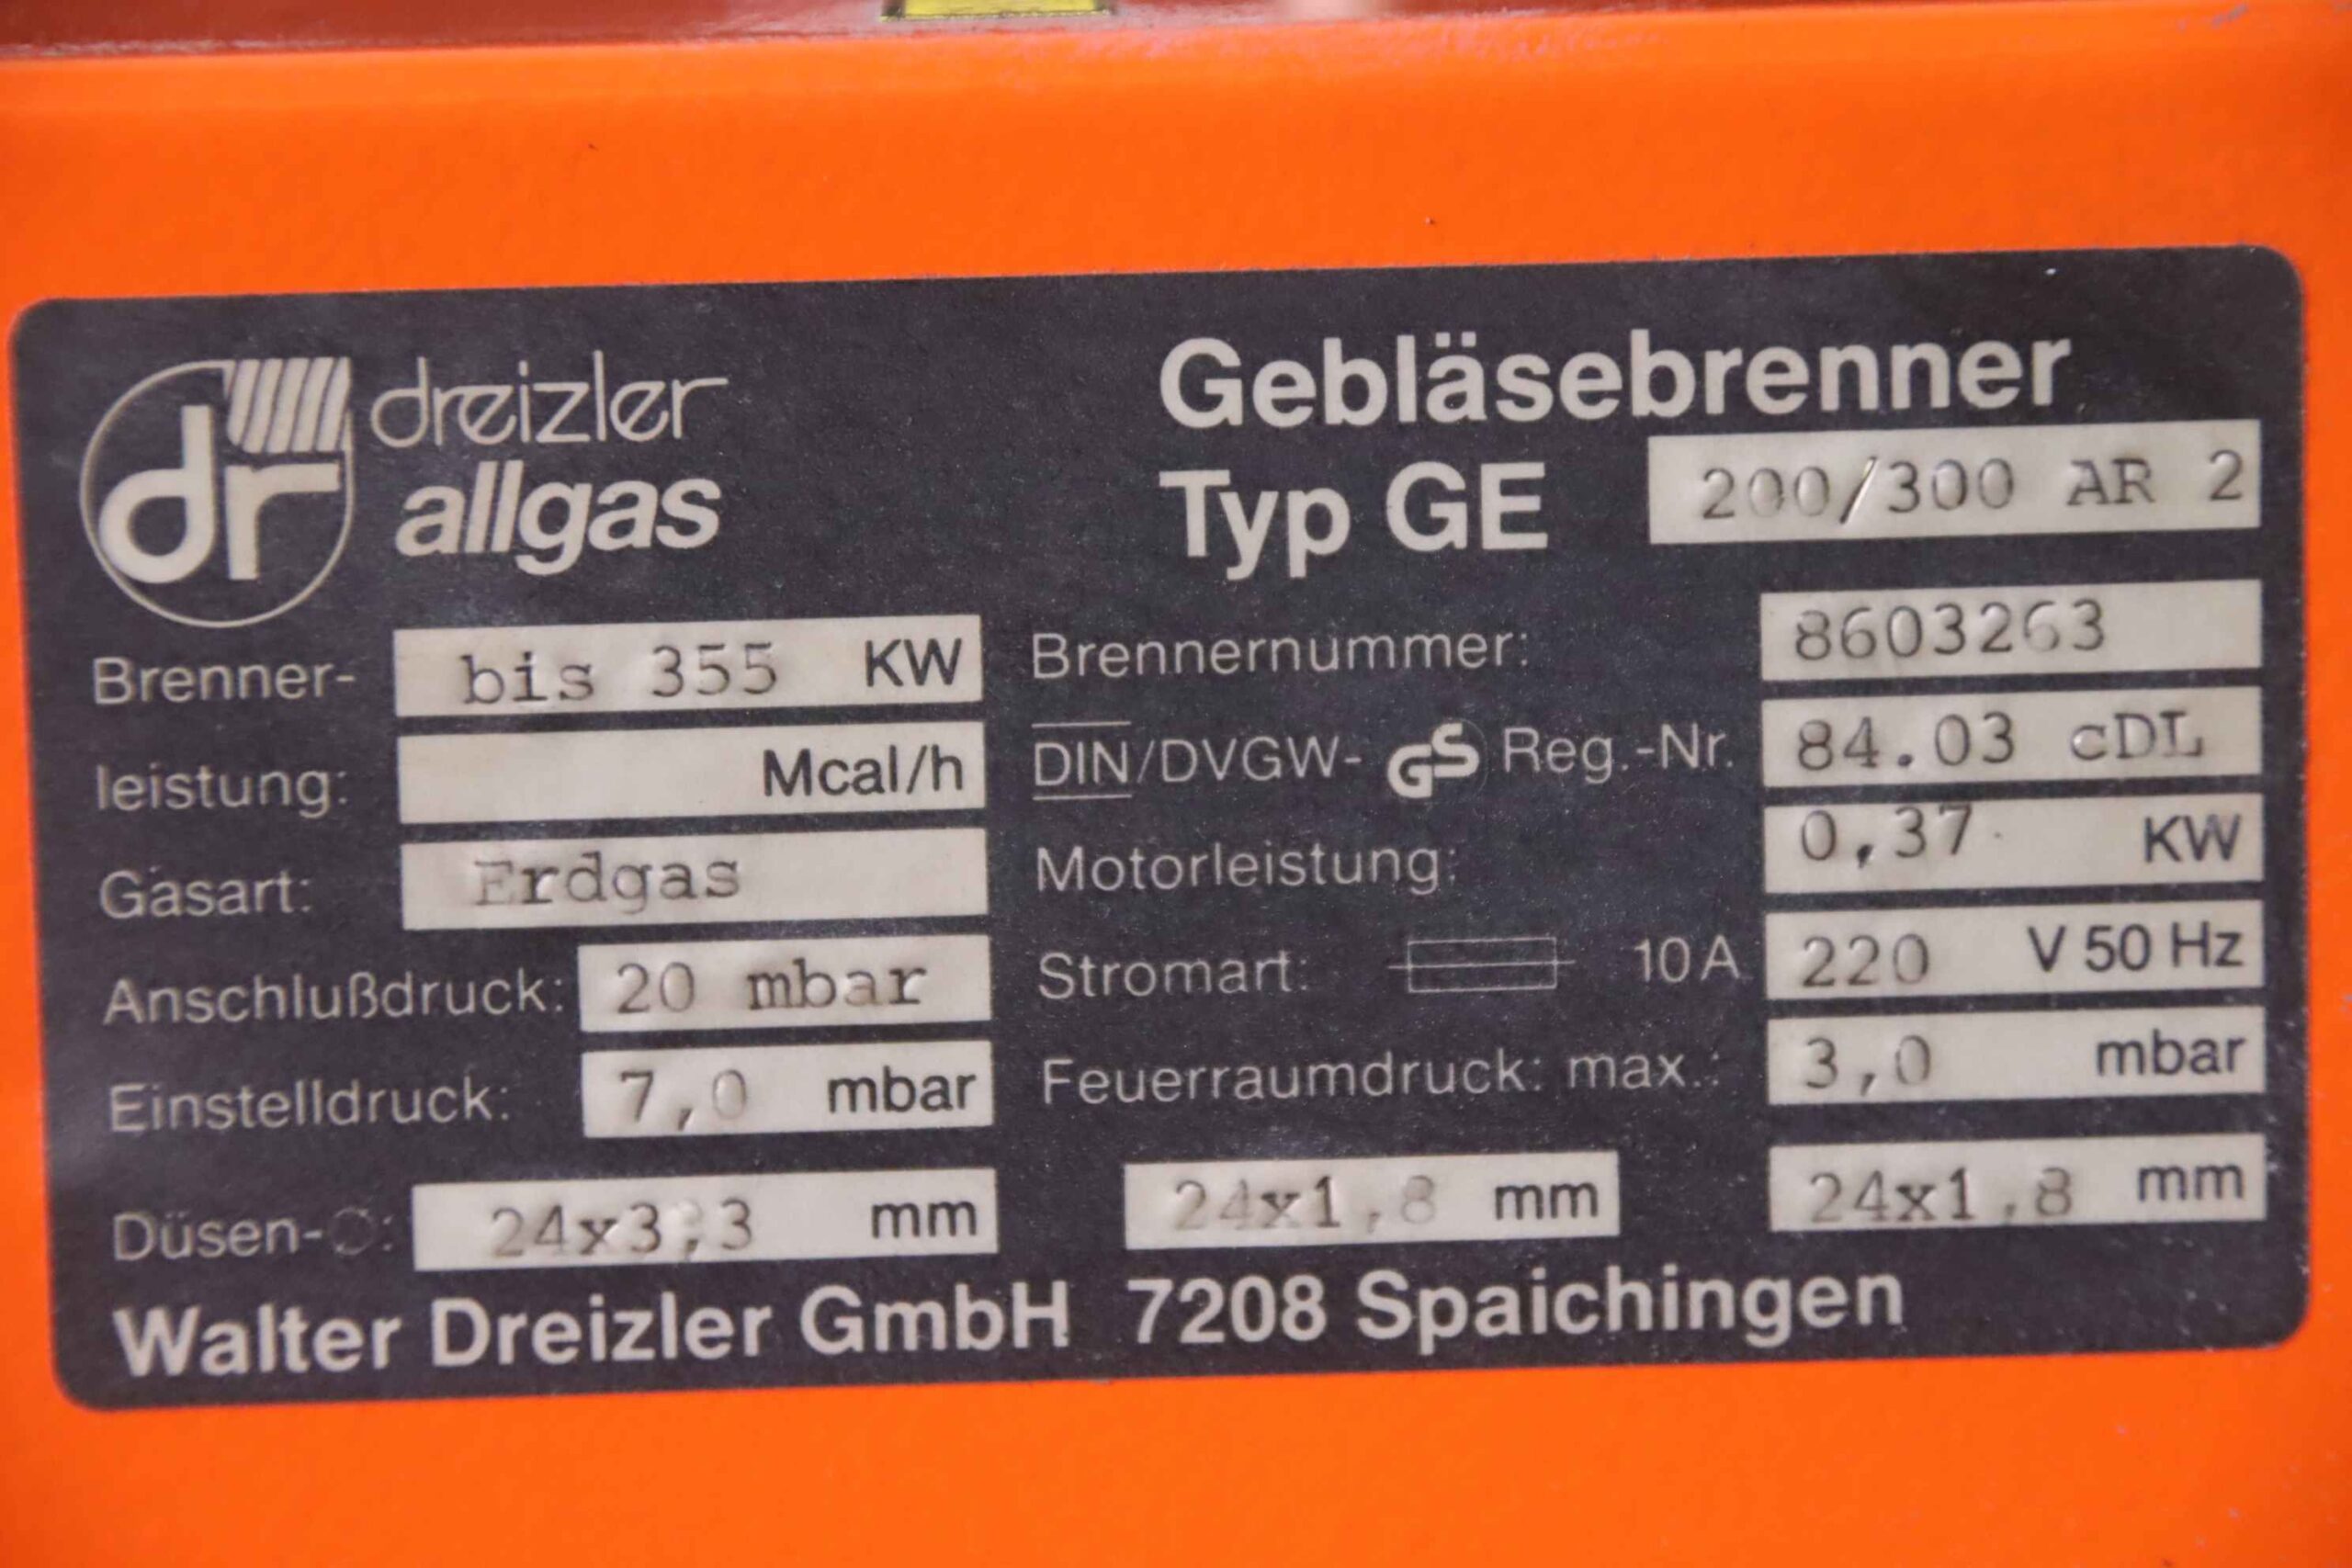 dr dreizler allgas
Gebläsebrenner
Typ GE 200/300 AR 2
Brenner- bis 355 KW
leistung: Mcal/h
Gasart: Erdgas
Anschlußdruck: 20 mbar
Einstelldruck: 7,0 mbar
Brennernummer: 8603263
DIN/DVGW- GS Reg.-Nr. 84.03 cDL
Motorleistung: 0,37 KW
Stromart: 10 A 220 V 50 Hz
Feuerraumdruck: max.: 3,0 mbar
Düsen-Ø: 24x3,3 mm 24x1,8 mm 24x1,8 mm
Walter Dreizler GmbH 7208 Spaichingen